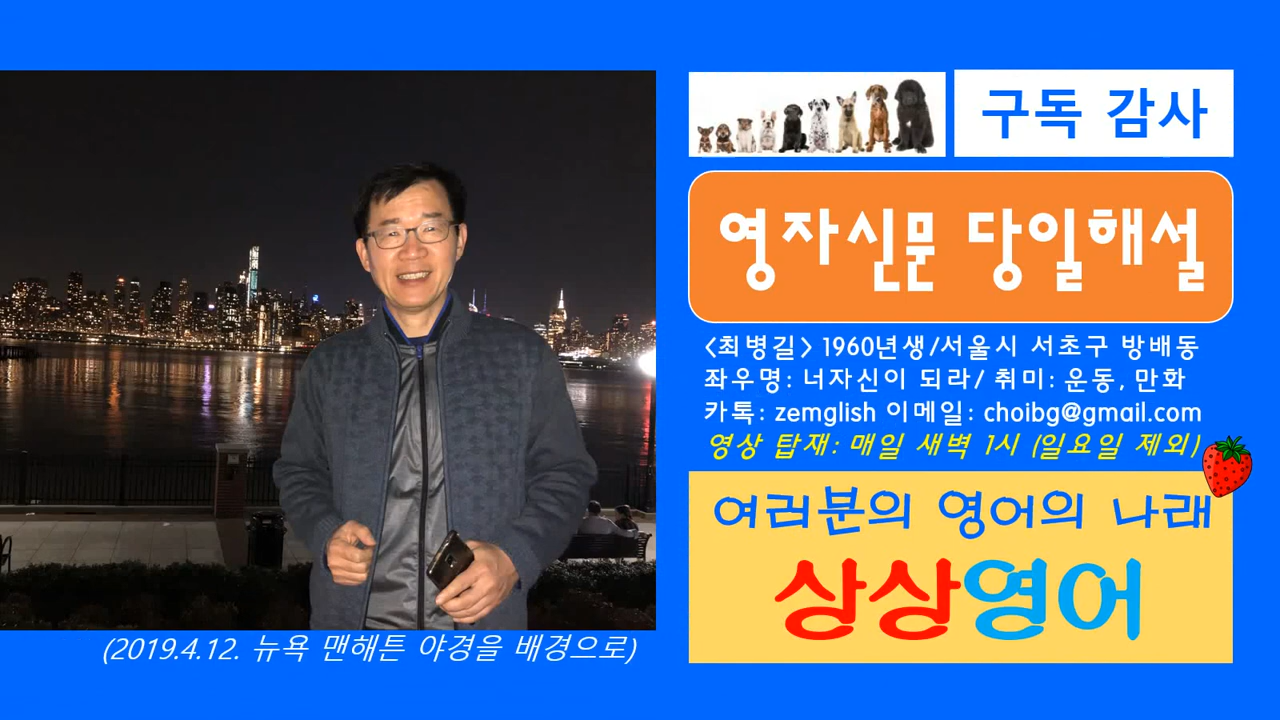 구독 감사
영자신문 당일해설
<최병길> 1960년생/서울시 서초구 방배동
좌우명: 너자신이 되라/ 취미: 운동, 만화
카톡: zemglish 이메일: choibg@gmail.com
영상 탑재: 매일 새벽 1시 (일요일 제외)
여러분의 영어의 나래
상상영어
(2019.4.12. 뉴욕 맨해튼 야경을 배경으로)